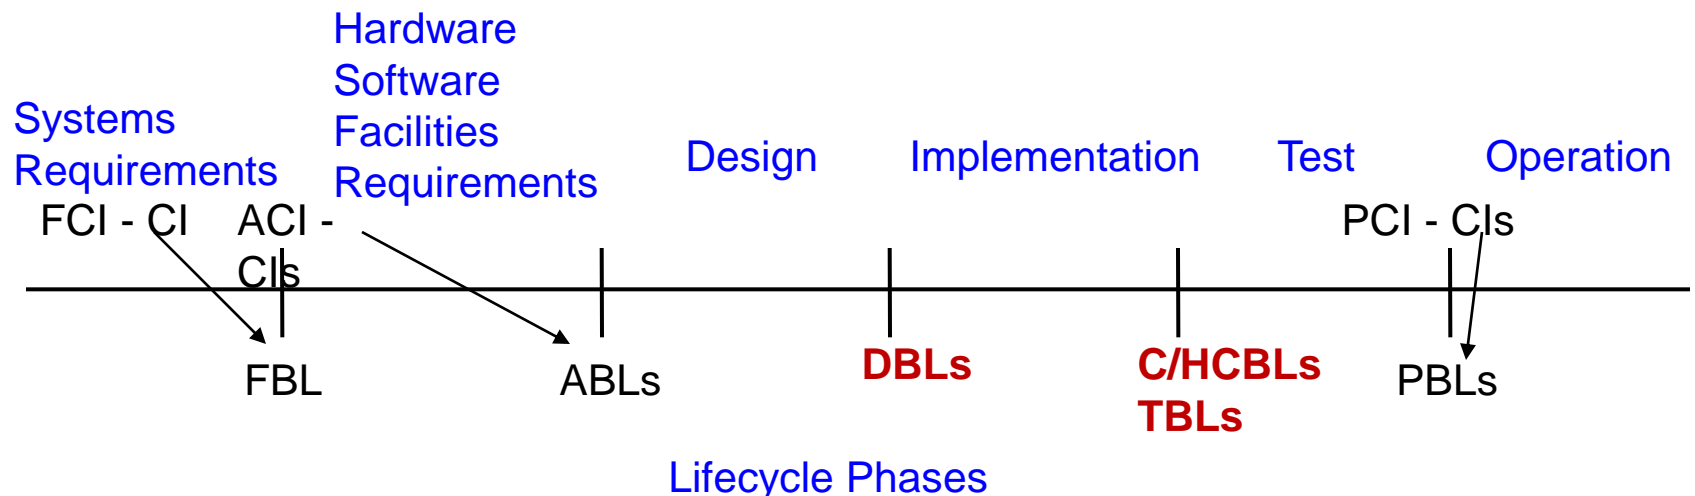 Hardware
Software
Facilities
Requirements
Systems
Requirements
Design
Implementation
Test
Operation
FCI - CI
ACI -
CIs
PCI - CIs
FBL
ABLs
DBLs
C/HCBLs
TBLs
PBLs
Lifecycle Phases